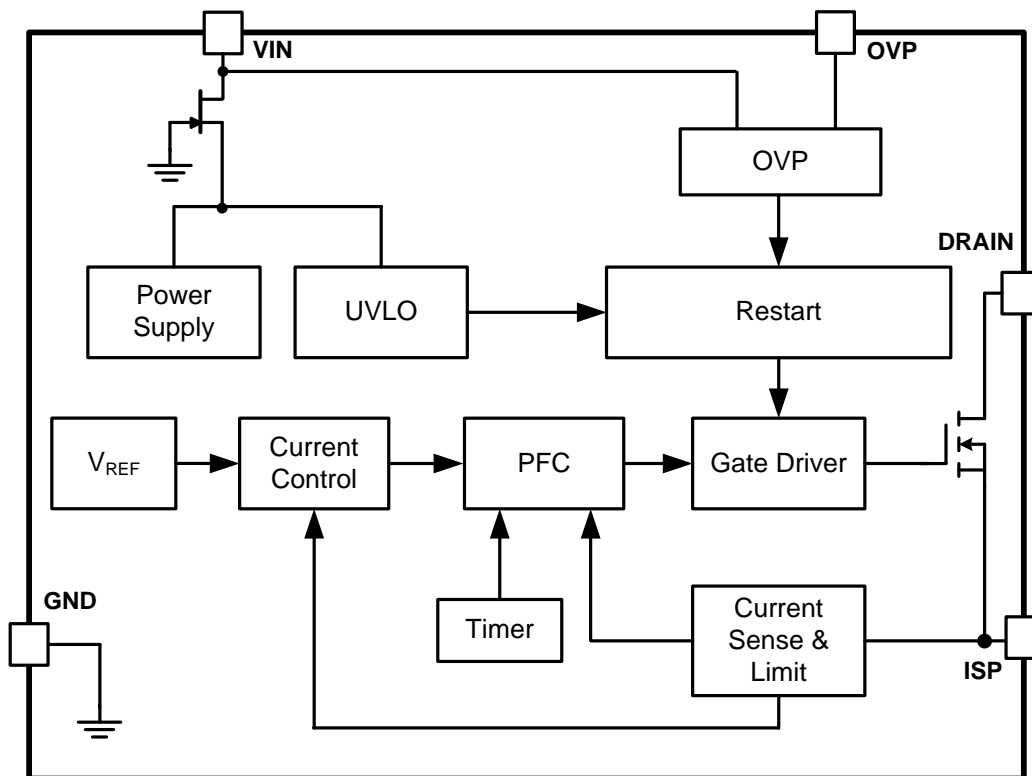 VIN
OVP
OVP
DRAIN
Power
Supply
UVLO
Restart
VREF
Current
Control
PFC
Gate Driver
GND
Timer
Current
Sense &
Limit
ISP